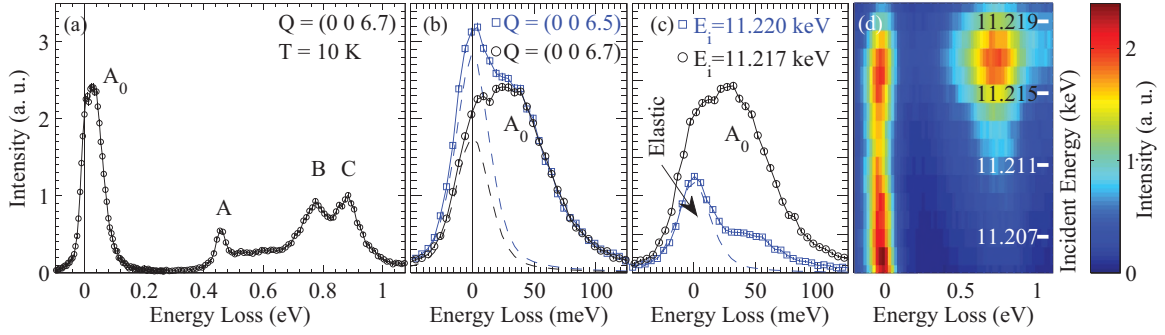 (a) Q = (0 0 6.7)
T = 10 K
A0
A
B
C
Intensity (a. u.)
0
1
2
3
0 0.2 0.4 0.6 0.8 1
Energy Loss (eV)
(b) Q = (0 0 6.5)
Q = (0 0 6.7)
A0
0 50 100
Energy Loss (meV)
(c) Ei=11.220 keV
Ei=11.217 keV
Elastic
A0
0 50 100
Energy Loss (meV)
(d) 11.219
11.215
11.211
11.207
0 0.5 1
Energy Loss (eV)
Incident Energy (keV)
2
1
0
Intensity (a. u.)